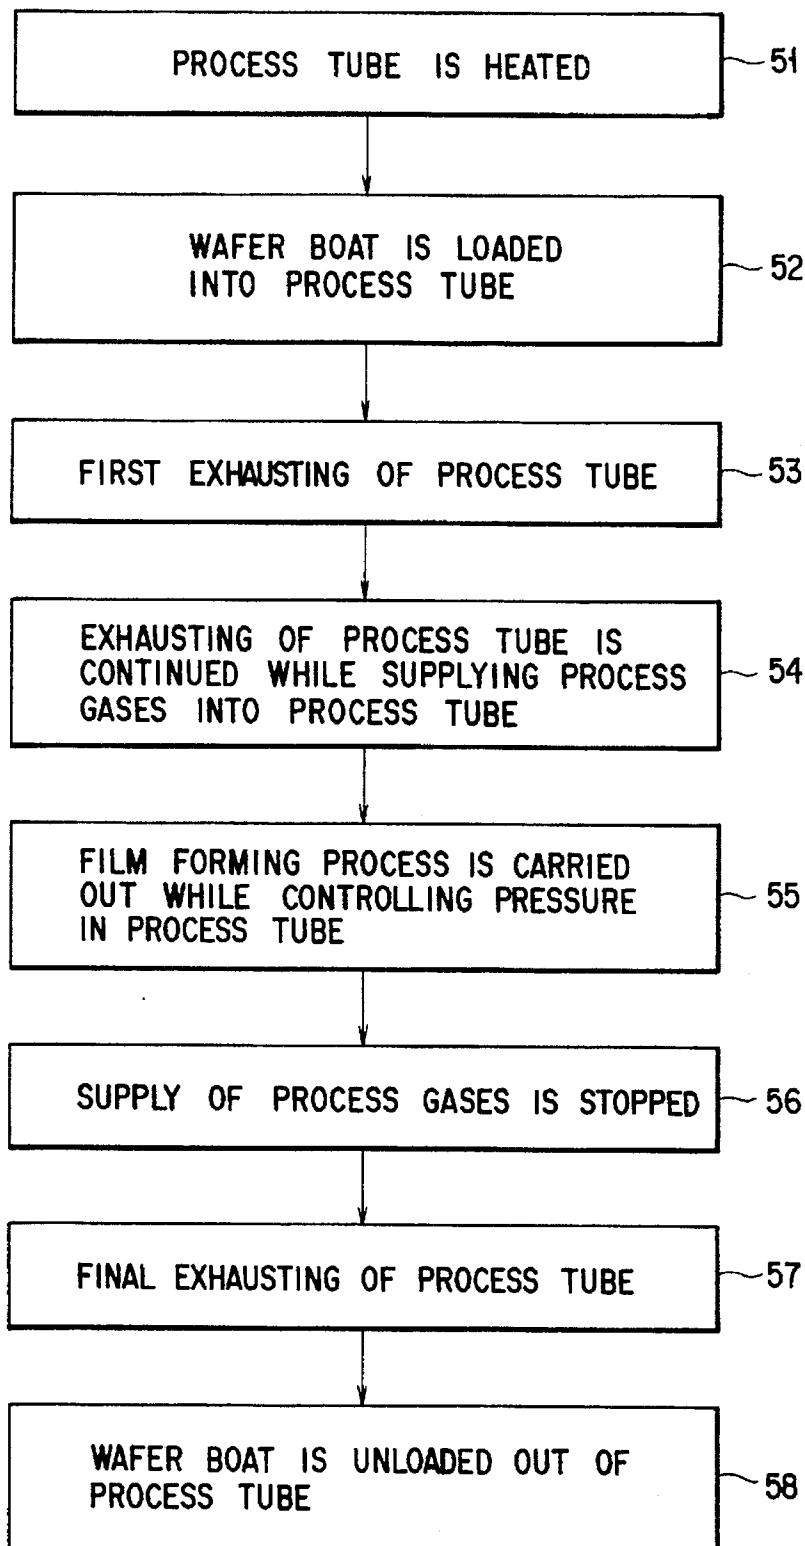 PROCESS TUBE IS HEATED
51
WAFER BOAT IS LOADED
INTO PROCESS TUBE
52
FIRST EXHAUSTING OF PROCESS TUBE
53
EXHAUSTING OF PROCESS TUBE IS
CONTINUED WHILE SUPPLYING PROCESS
GASES INTO PROCESS TUBE
54
FILM FORMING PROCESS IS CARRIED
OUT WHILE CONTROLLING PRESSURE
IN PROCESS TUBE
55
SUPPLY OF PROCESS GASES IS STOPPED
56
FINAL EXHAUSTING OF PROCESS TUBE
57
WAFER BOAT IS UNLOADED OUT OF
PROCESS TUBE
58